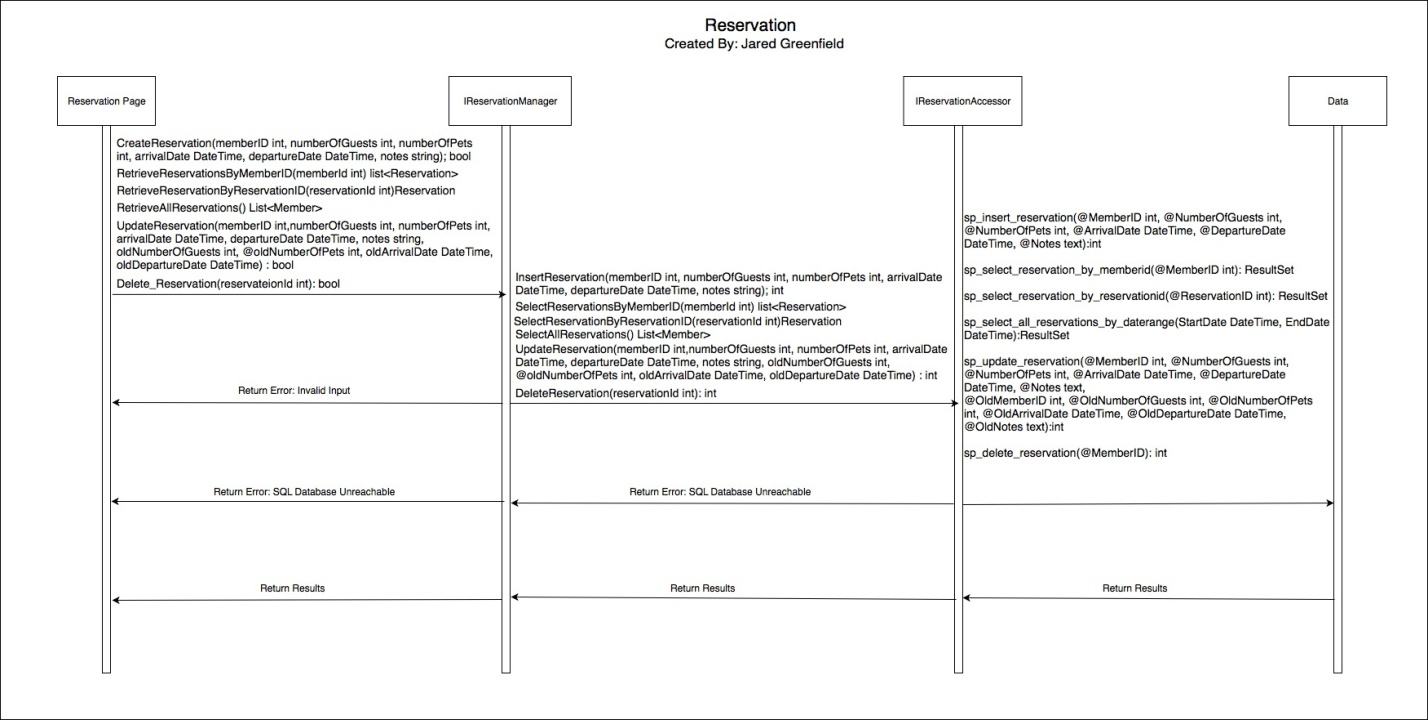 Reservation
Created By: Jared Greenfield
Reservation Page
IReservationManager
IReservationAccessor
Data
CreateReservation(memberID int, numberOfGuests int, numberOfPets
int, arrivalDate DateTime, departureDate DateTime, notes string); bool
RetrieveReservationsByMemberID(memberId int) list<Reservation>
RetrieveReservationByReservationID(reservationId int)Reservation
RetrieveAllReservations() List<Member>
UpdateReservation(memberID int,numberOfGuests int, numberOfPets int,
arrivalDate DateTime, departureDate DateTime, notes string,
oldNumberOfGuests int, @oldNumberOfPets int, oldArrivalDate DateTime,
oldDepartureDate DateTime) : bool
Delete_Reservation(reservateionId int): bool
InsertReservation(memberID int, numberOfGuests int, numberOfPets int, arrivalDate
DateTime, departureDate DateTime, notes string); int
SelectReservationsByMemberID(memberId int) list<Reservation>
SelectReservationByReservationID(reservationId int)Reservation
SelectAllReservations() List<Member>
UpdateReservation(memberID int,numberOfGuests int, numberOfPets int, arrivalDate
DateTime, departureDate DateTime, notes string, oldNumberOfGuests int,
@oldNumberOfPets int, oldArrivalDate DateTime, oldDepartureDate DateTime) : int
DeleteReservation(reservationId int): int
sp_insert_reservation(@MemberID int, @NumberOfGuests int,
@NumberOfPets int, @ArrivalDate DateTime, @DepartureDate
DateTime, @Notes text):int
sp_select_reservation_by_memberid(@MemberID int): ResultSet
sp_select_reservation_by_reservationid(@ReservationID int): ResultSet
sp_select_all_reservations_by_daterange(StartDate DateTime, EndDate
DateTime):ResultSet
sp_update_reservation(@MemberID int, @NumberOfGuests int,
@NumberOfPets int, @ArrivalDate DateTime, @DepartureDate
DateTime, @Notes text,
@OldMemberID int, @OldNumberOfGuests int, @OldNumberOfPets
int, @OldArrivalDate DateTime, @OldDepartureDate DateTime,
@OldNotes text):int
sp_delete_reservation(@MemberID): int
Return Error: Invalid Input
Return Error: SQL Database Unreachable
Return Error: SQL Database Unreachable
Return Results
Return Results
Return Results